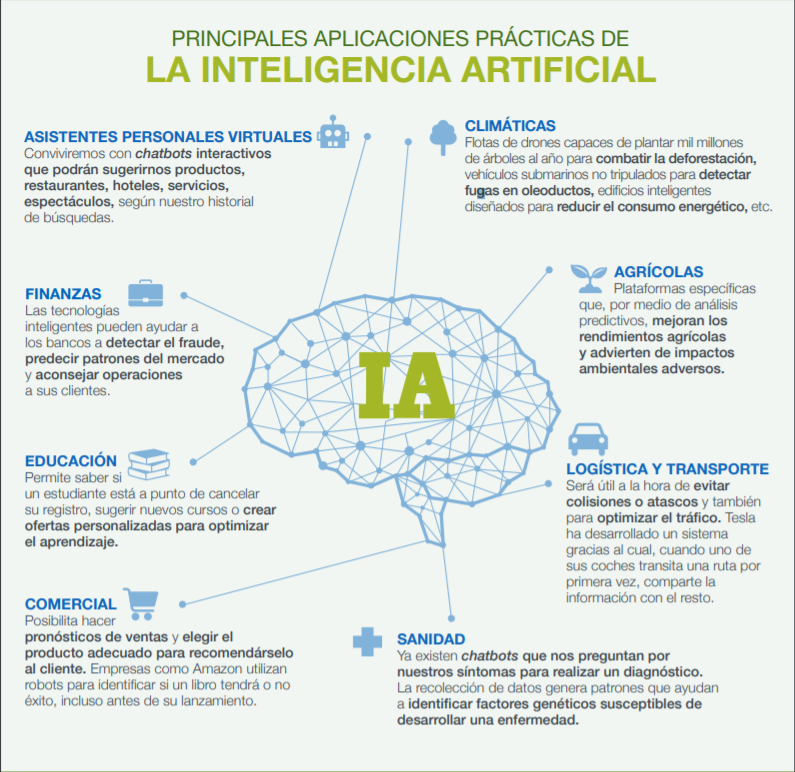 PRINCIPALES APLICACIONES PRÁCTICAS DE
LA INTELIGENCIA ARTIFICIAL
ASISTENTES PERSONALES VIRTUALES
Conviviremos con chatbots interactivos
que podrán sugerirnos productos,
restaurantes, hoteles, servicios,
espectáculos, según nuestro historial
de búsquedas.
CLIMÁTICAS
Flotas de drones capaces de plantar mil millones
de árboles al año para combatir la deforestación,
vehículos submarinos no tripulados para detectar
fugas en oleoductos, edificios inteligentes
diseñados para reducir el consumo energético, etc.
FINANZAS
Las tecnologías
inteligentes pueden ayudar a
los bancos a detectar el fraude,
predecir patrones del mercado
y aconsejar operaciones
a sus clientes.
AGRÍCOLAS
Plataformas específicas
que, por medio de análisis
predictivos, mejoran los
rendimientos agrícolas
y advierten de impactos
ambientales adversos.
IA
EDUCACIÓN
Permite saber si
un estudiante está a punto de cancelar
su registro, sugerir nuevos cursos o crear
ofertas personalizadas para optimizar
el aprendizaje.
LOGÍSTICA Y TRANSPORTE
Será útil a la hora de evitar
colisiones o atascos y también
para optimizar el tráfico. Tesla
ha desarrollado un sistema
gracias al cual, cuando uno de
sus coches transita una ruta por
primera vez, comparte la
información con el resto.
COMERCIAL
Posibilita hacer
pronósticos de ventas y elegir el
producto adecuado para recomendárselo
al cliente. Empresas como Amazon utilizan
robots para identificar si un libro tendrá o no
éxito, incluso antes de su lanzamiento.
SANIDAD
Ya existen chatbots que nos preguntan por
nuestros síntomas para realizar un diagnóstico.
La recolección de datos genera patrones que ayudan
a identificar factores genéticos susceptibles de
desarrollar una enfermedad.